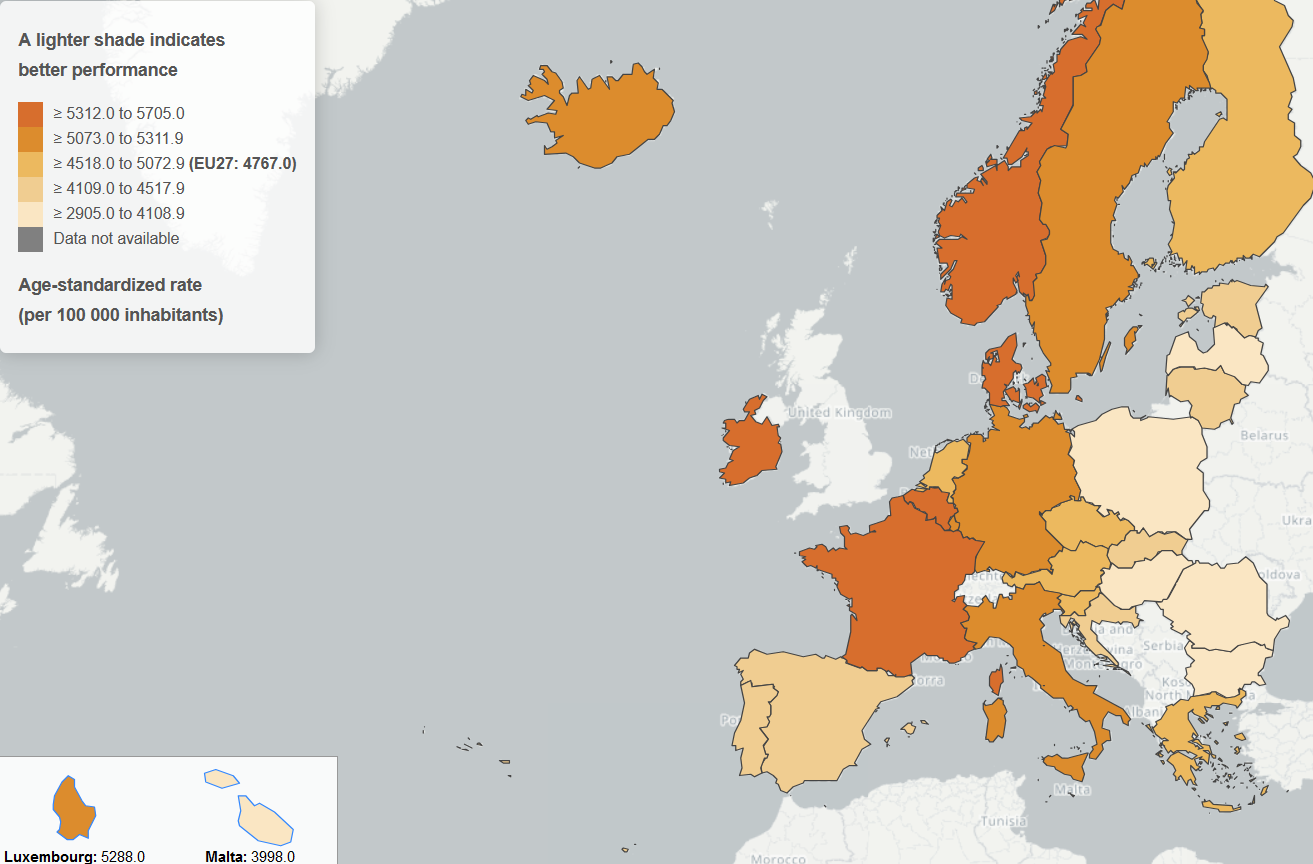 A lighter shade indicates
better performance
≥ 5312.0 to 5705.0
≥ 5073.0 to 5311.9
≥ 4518.0 to 5072.9 (EU27: 4767.0)
≥ 4109.0 to 4517.9
≥ 2905.0 to 4108.9
Data not available
Age-standardized rate
(per 100 000 inhabitants)
United Kingdom
Belarus
Ukra
oldova
Serbia
Malta
Tunisia
Morocco
Luxembourg: 5288.0
Malta: 3998.0